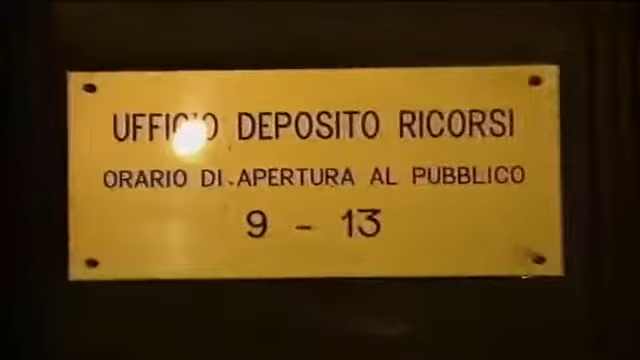 UFFICIO DEPOSITO RICORSI
ORARIO DI APERTURA AL PUBBLICO
9 - 13